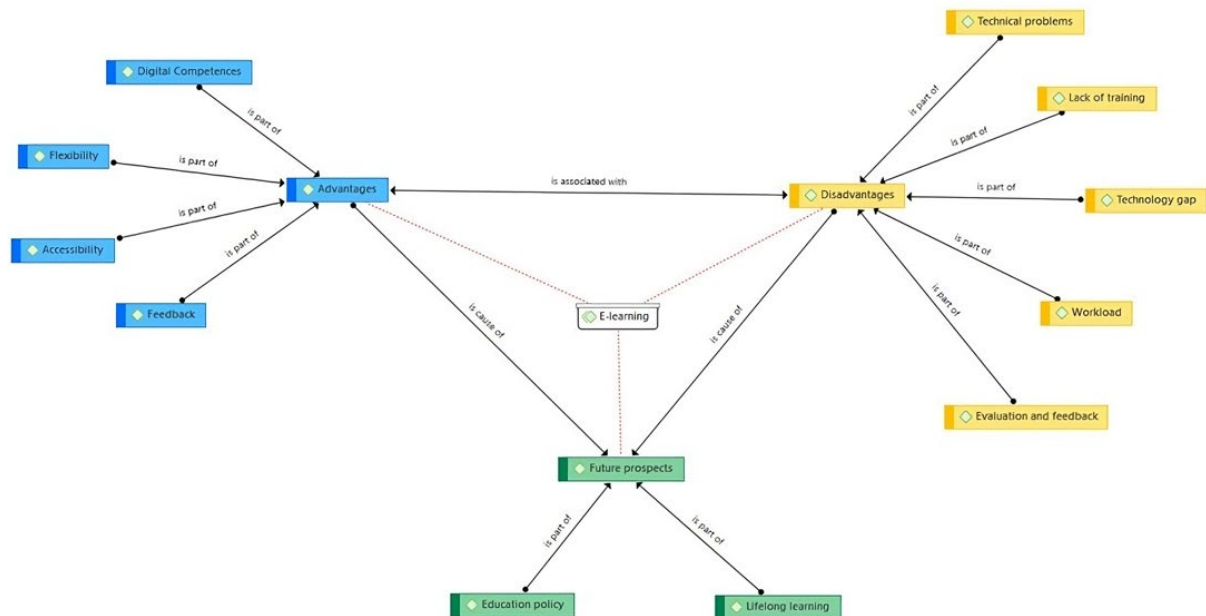 Technical problems
Digital Competences
is part of
Lack of training
is part of
Flexibility
is part of
is part of
Advantages
is associated with
Disadvantages
is part of
Technology gap
is part of
Accessibility
is part of
is part of
Feedback
is cause of
E-learning
is cause of
is part of
Workload
Evaluation and feedback
Future prospects
is part of
is part of
Education policy
Lifelong learning